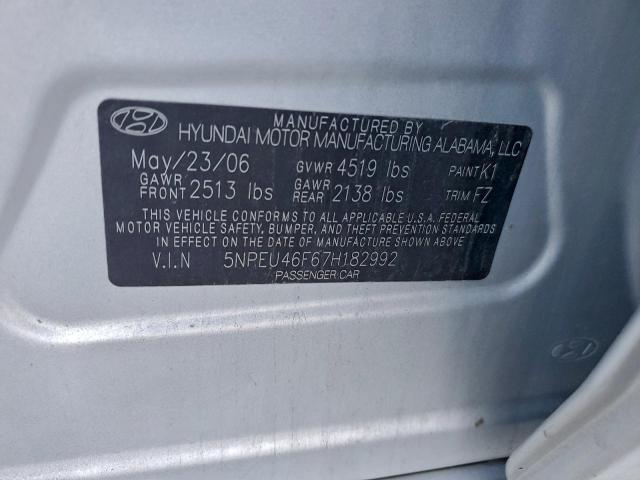 MANUFACTURED BY
HYUNDAI MOTOR MANUFACTURING ALABAMA, LLC
May/23/06 GVWR 4519 lbs PAINT K1
GAWR FRONT 2513 lbs GAWR REAR 2138 lbs TRIM FZ
THIS VEHICLE CONFORMS TO ALL APPLICABLE U.S.A. FEDERAL
MOTOR VEHICLE SAFETY, BUMPER, AND THEFT PREVENTION STANDARDS
IN EFFECT ON THE DATE OF MANUFACTURE SHOWN ABOVE.
V.I.N 5NPEU46F67H182992
PASSENGER CAR